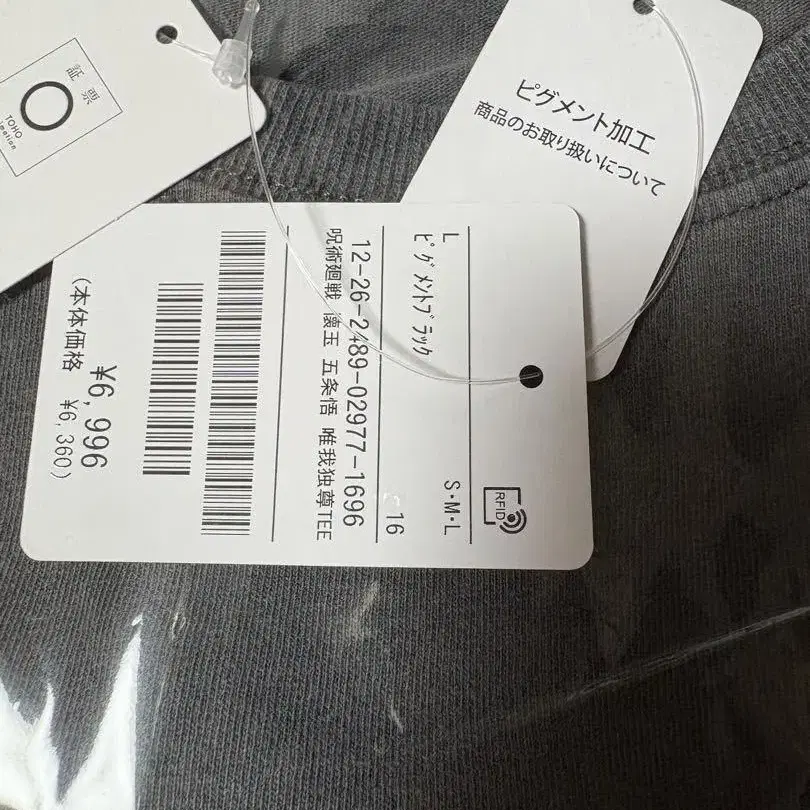 証票
TOHO
animation
ピグメント加工
商品のお取り扱いについて
RFID
L
S・M・L
ピグメントブラック
16
12-26-2489-02977-1696
呪術廻戦 懐玉 五条悟 唯我独尊TEE
¥6,996
(本体価格 ¥6,360)